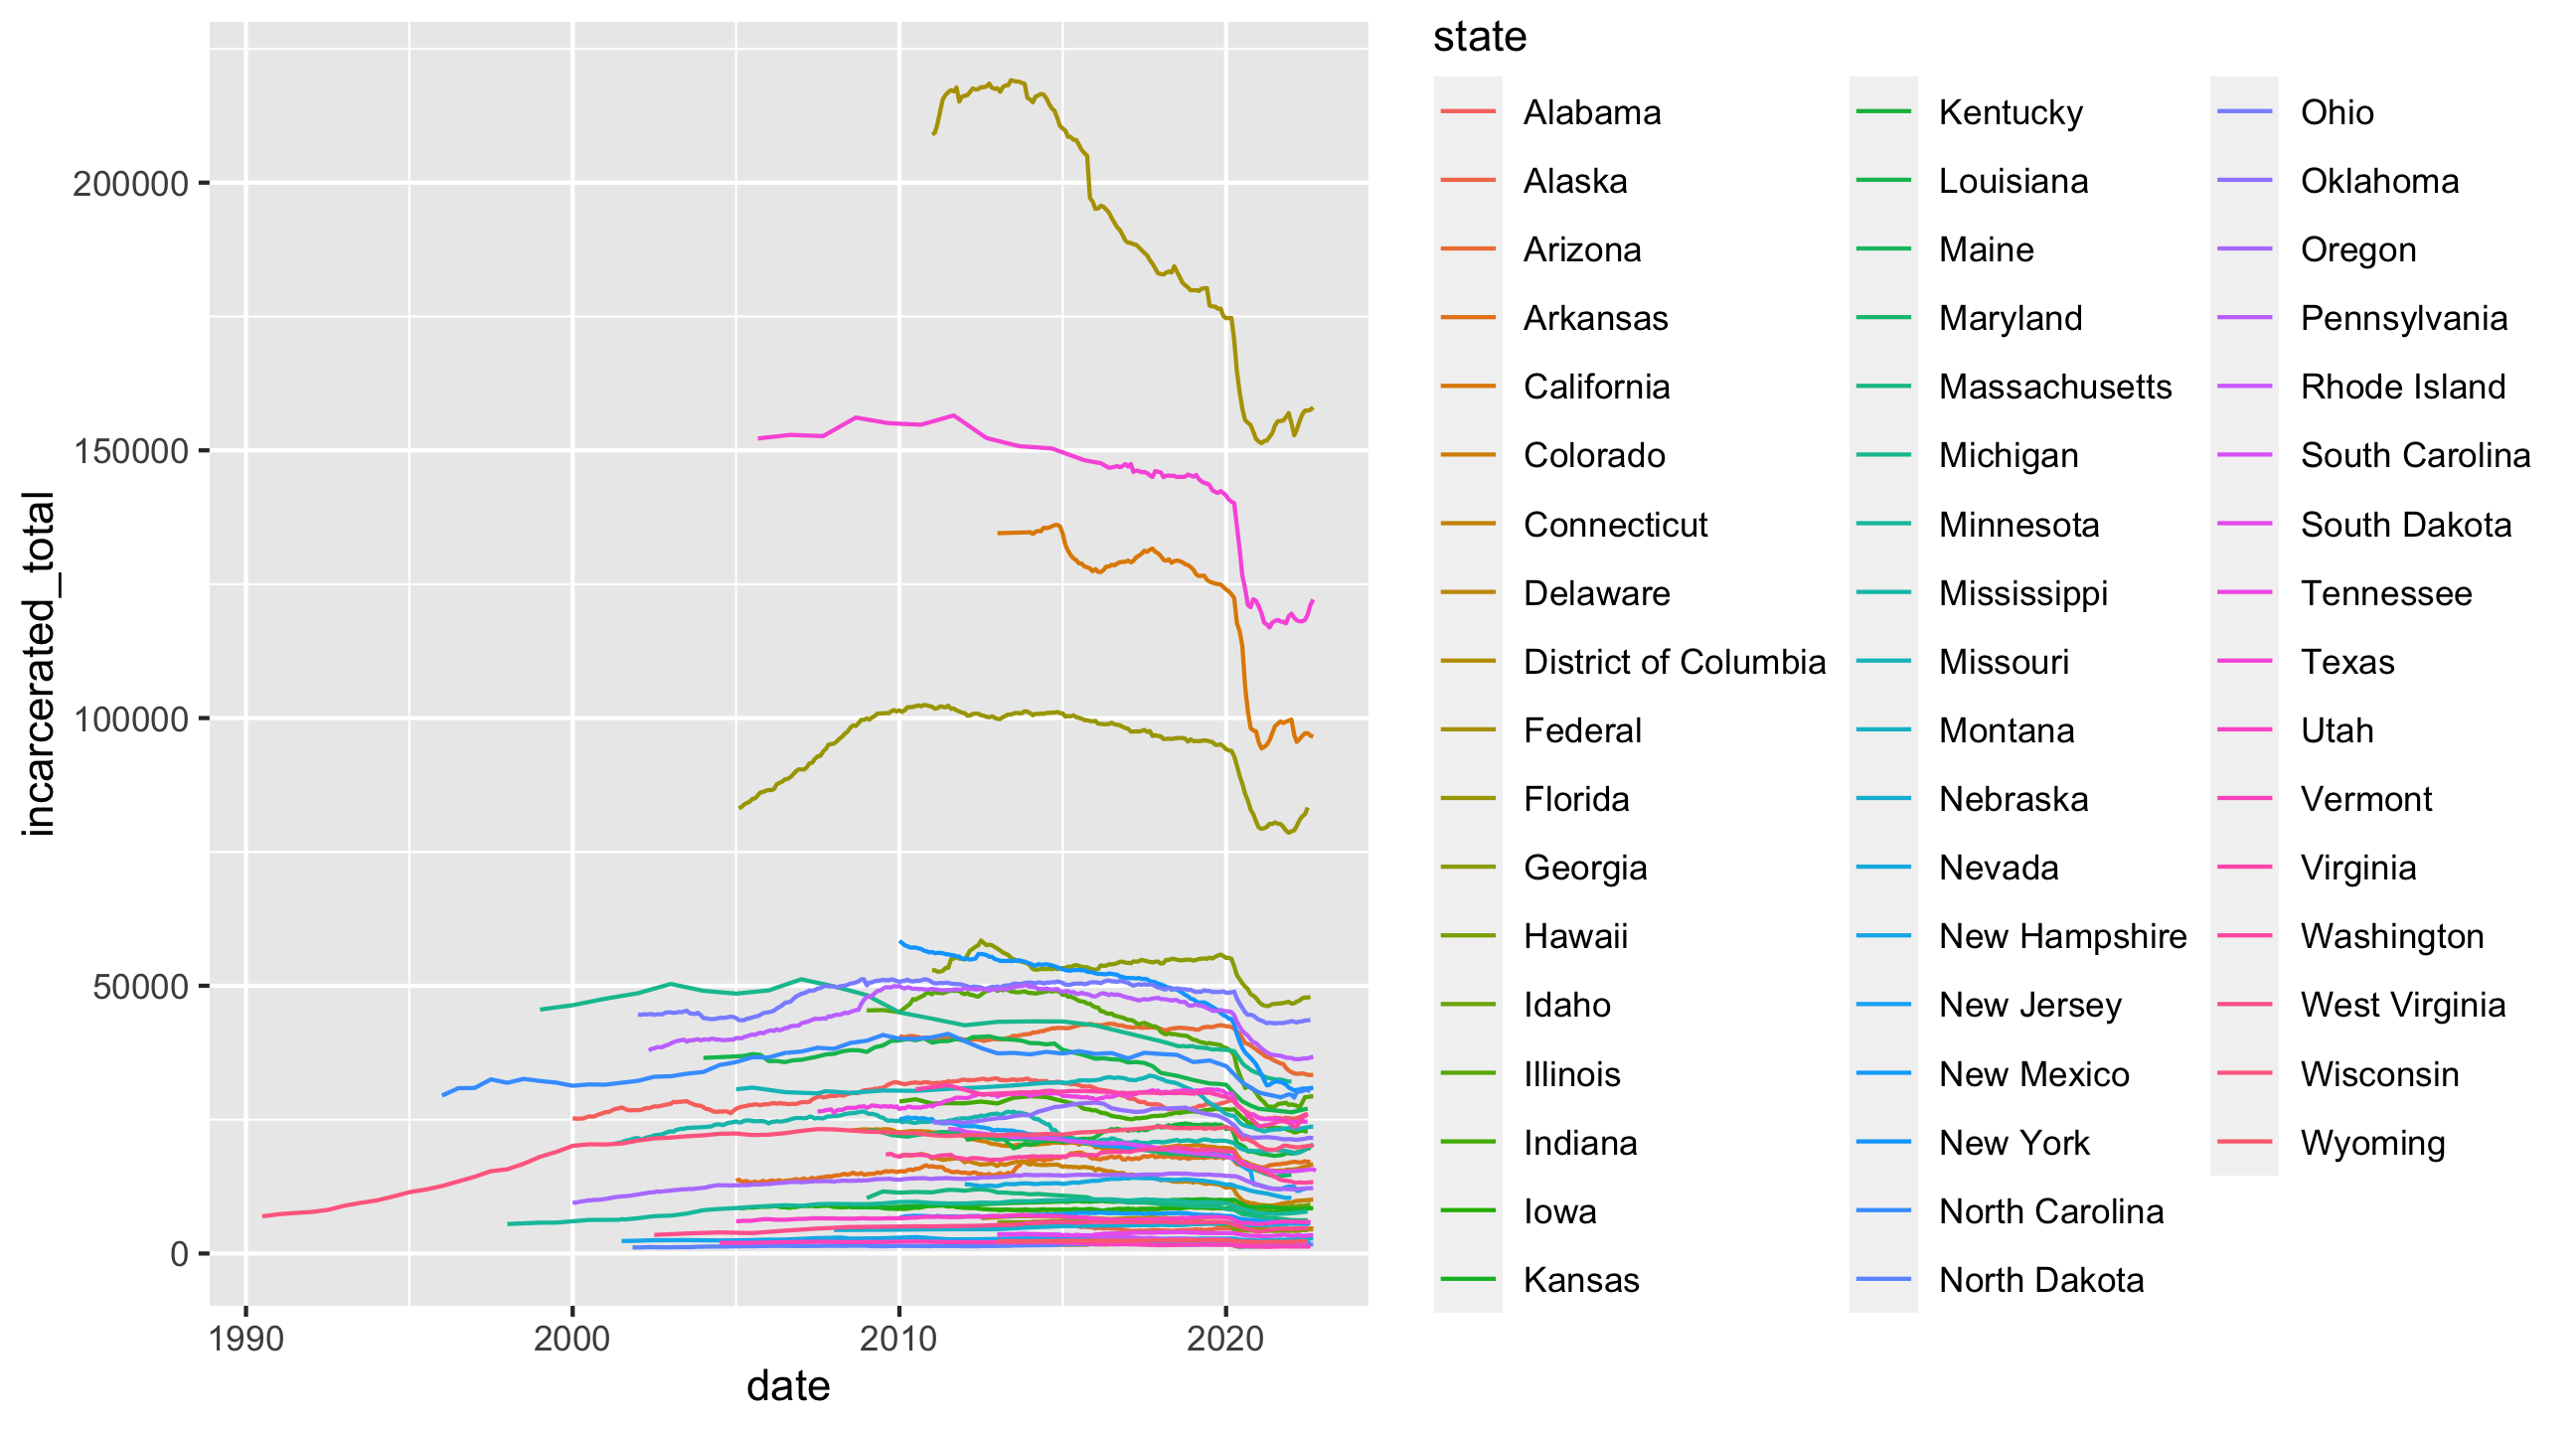 state
Alabama
Alaska
Arizona
Arkansas
California
Colorado
Connecticut
Delaware
District of Columbia
Federal
Florida
Georgia
Hawaii
Idaho
Illinois
Indiana
Iowa
Kansas
Kentucky
Louisiana
Maine
Maryland
Massachusetts
Michigan
Minnesota
Mississippi
Missouri
Montana
Nebraska
Nevada
New Hampshire
New Jersey
New Mexico
New York
North Carolina
North Dakota
Ohio
Oklahoma
Oregon
Pennsylvania
Rhode Island
South Carolina
South Dakota
Tennessee
Texas
Utah
Vermont
Virginia
Washington
West Virginia
Wisconsin
Wyoming
incarcerated_total
200000
150000
100000
50000
0
1990 2000 2010 2020
date